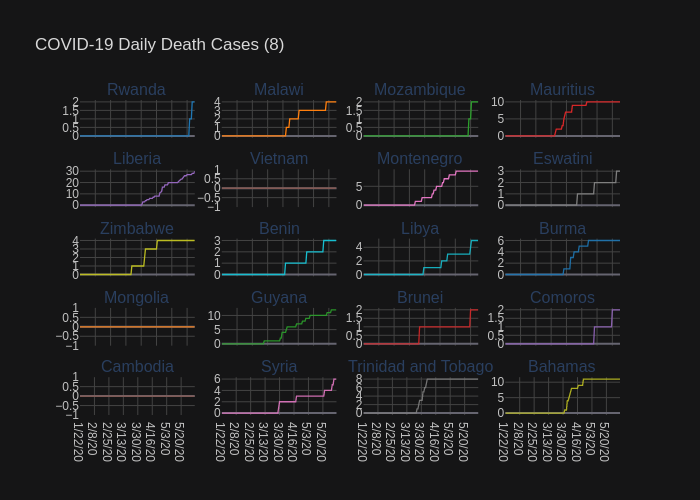 COVID-19 Daily Death Cases (8)
Rwanda Malawi Mozambique Mauritius
2 1.5 1 0.5 0
4 3 2 1 0
2 1.5 1 0.5 0
10 5 0
Liberia Vietnam Montenegro Eswatini
30 20 10 0
1 0.5 0 −0.5 −1
5 0
3 2 1 0
Zimbabwe Benin Libya Burma
4 3 2 1 0
3 2 1 0
4 2 0
6 4 2 0
Mongolia Guyana Brunei Comoros
1 0.5 0 −0.5 −1
10 5 0
2 1.5 1 0.5 0
2 1.5 1 0.5 0
Cambodia Syria Trinidad and Tobago Bahamas
1 0.5 0 −0.5 −1
6 4 2 0
8 6 4 2 0
10 5 0
1/22/20 2/8/20 2/25/20 3/13/20 3/30/20 4/16/20 5/3/20 5/20/20
1/22/20 2/8/20 2/25/20 3/13/20 3/30/20 4/16/20 5/3/20 5/20/20
1/22/20 2/8/20 2/25/20 3/13/20 3/30/20 4/16/20 5/3/20 5/20/20
1/22/20 2/8/20 2/25/20 3/13/20 3/30/20 4/16/20 5/3/20 5/20/20